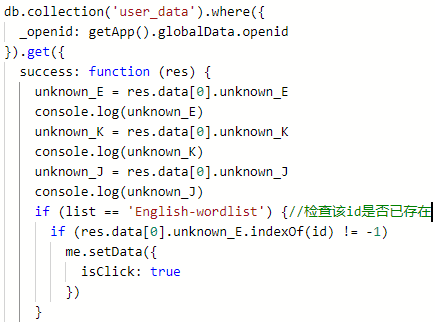 db.collection('user_data').where({
  _openid: getApp().globalData.openid
}).get({
  success: function (res) {
    unknown_E = res.data[0].unknown_E
    console.log(unknown_E)
    unknown_K = res.data[0].unknown_K
    console.log(unknown_K)
    unknown_J = res.data[0].unknown_J
    console.log(unknown_J)
    if (list == 'English-wordlist') {//检查该id是否已存在
      if (res.data[0].unknown_E.indexOf(id) != -1)
        me.setData({
          isClick: true
        })
    }